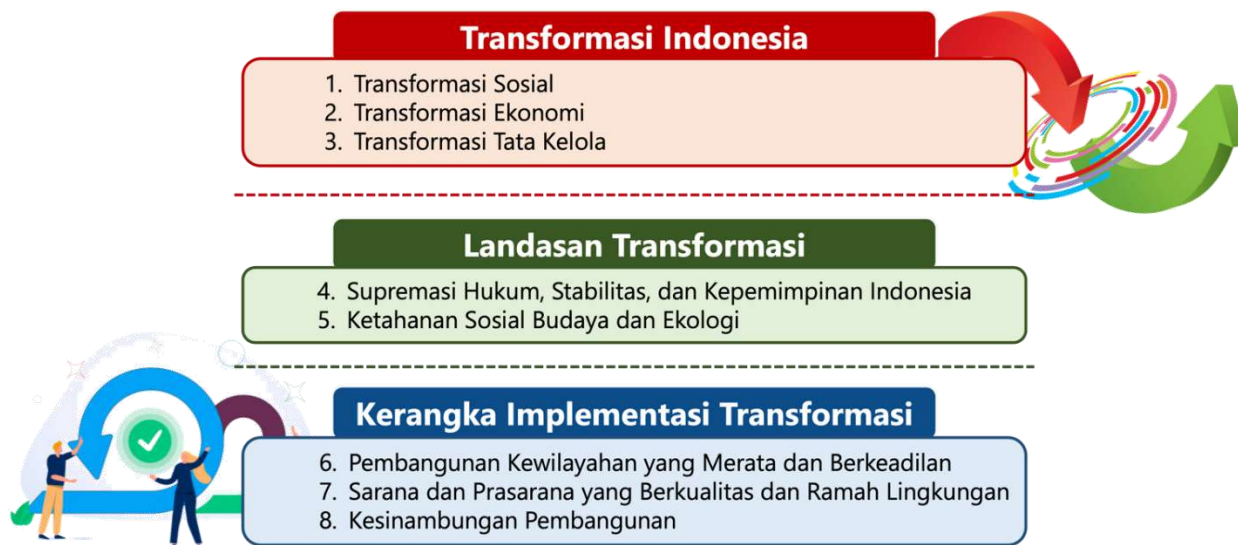 Transformasi Indonesia
1. Transformasi Sosial
2. Transformasi Ekonomi
3. Transformasi Tata Kelola
Landasan Transformasi
4. Supremasi Hukum, Stabilitas, dan Kepemimpinan Indonesia
5. Ketahanan Sosial Budaya dan Ekologi
Kerangka Implementasi Transformasi
6. Pembangunan Kewilayahan yang Merata dan Berkeadilan
7. Sarana dan Prasarana yang Berkualitas dan Ramah Lingkungan
8. Kesinambungan Pembangunan